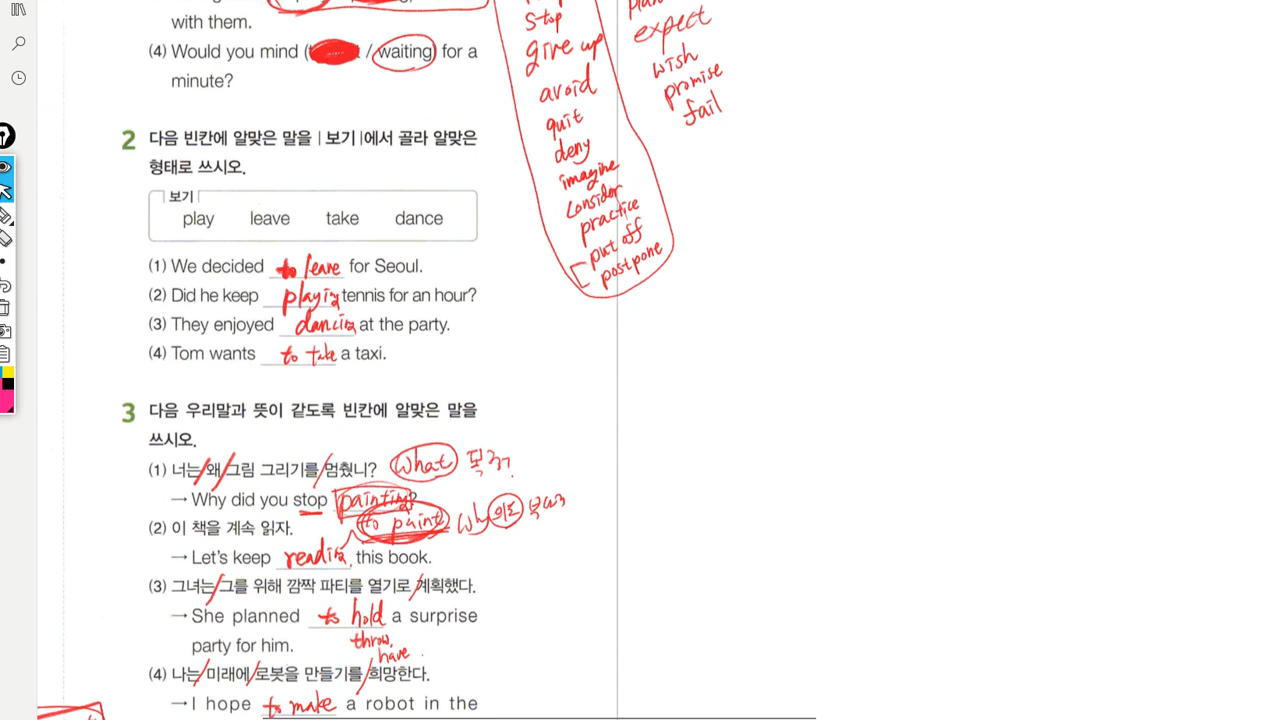 with them.
(4) Would you mind ( / waiting) for a
minute?
2 다음 빈칸에 알맞은 말을 | 보기 |에서 골라 알맞은
형태로 쓰시오.
보기
play leave take dance
(1) We decided to leave for Seoul.
(2) Did he keep playing tennis for an hour?
(3) They enjoyed dancing at the party.
(4) Tom wants to take a taxi.
3 다음 우리말과 뜻이 같도록 빈칸에 알맞은 말을
쓰시오.
(1) 너는 왜 그림 그리기를 멈췄니? what
→ Why did you stop painting?
to paint why 의도
(2) 이 책을 계속 읽자.
→ Let's keep reading this book.
(3) 그녀는 그를 위해 깜짝 파티를 열기로 계획했다.
→ She planned to hold a surprise
throw,
party for him.
have
(4) 나는 미래에 로봇을 만들기를 희망한다.
→ I hope to make a robot in the
stop
give up
avoid
quit
deny
imagine
consider
practice
put off
postpone
expect
wish
promise
fail